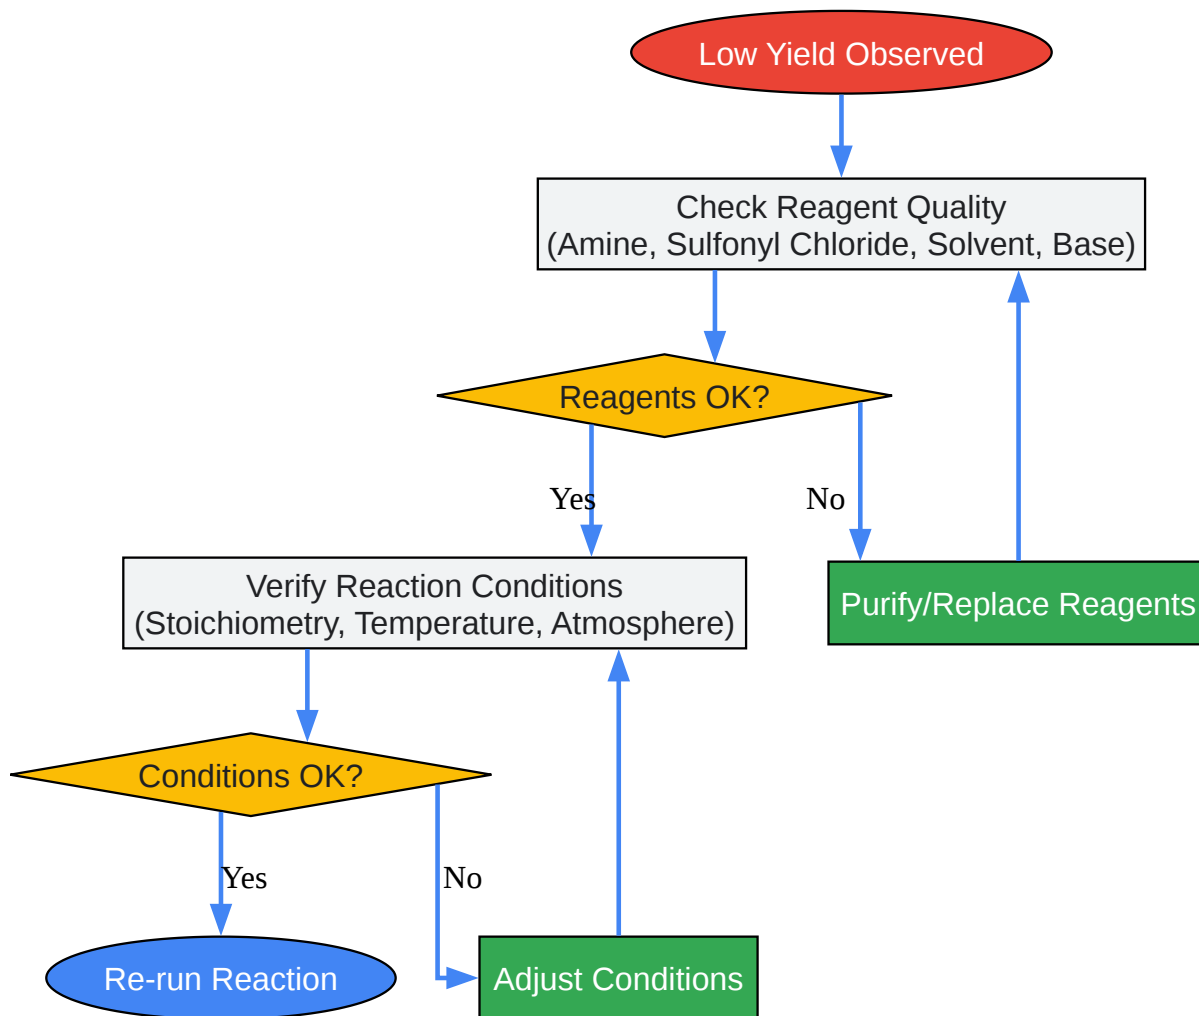 Low Yield Observed
Check Reagent Quality
(Amine, Sulfonyl Chloride, Solvent, Base)
Reagents OK?
Yes
No
Verify Reaction Conditions
(Stoichiometry, Temperature, Atmosphere)
Purify/Replace Reagents
Conditions OK?
Yes
No
Re-run Reaction
Adjust Conditions